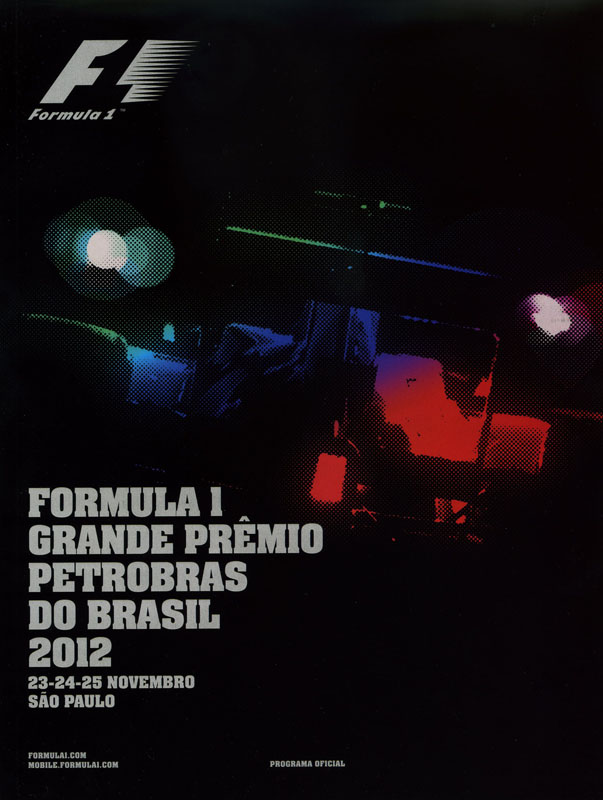 F1
Formula 1™
FORMULA 1
GRANDE PRÊMIO
PETROBRAS
DO BRASIL
2012
23-24-25 NOVEMBRO
SÃO PAULO
FORMULA1.COM
MOBILE.FORMULA1.COM
PROGRAMA OFICIAL